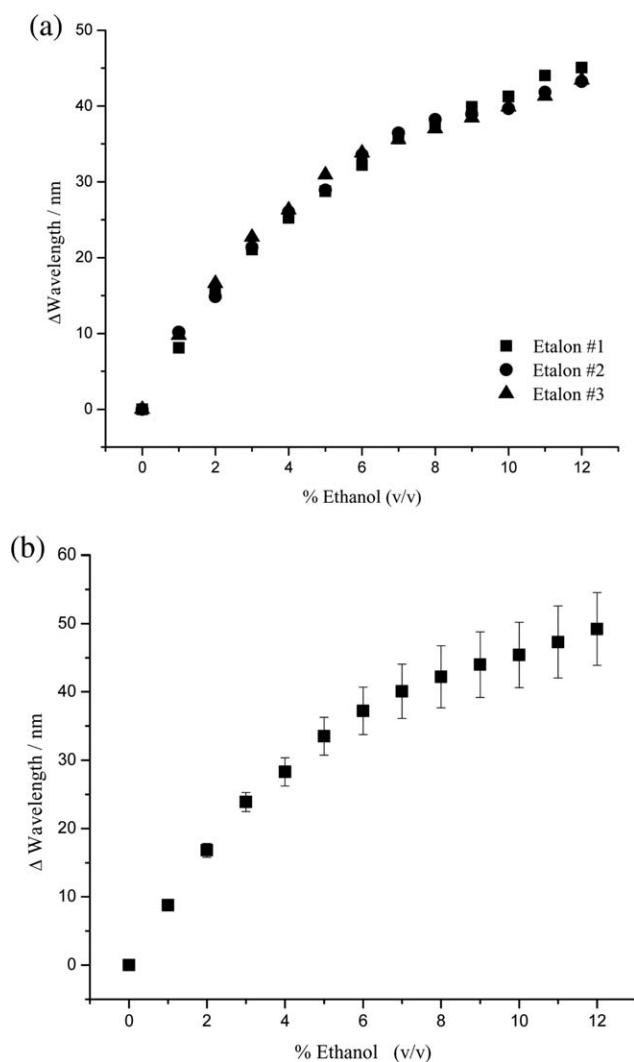 (a)
50
40
30
20
10
0
ΔWavelength / nm
Etalon #1
Etalon #2
Etalon #3
0 2 4 6 8 10 12
% Ethanol (v/v)
(b)
60
50
40
30
20
10
0
Δ Wavelength / nm
0 2 4 6 8 10 12
% Ethanol (v/v)